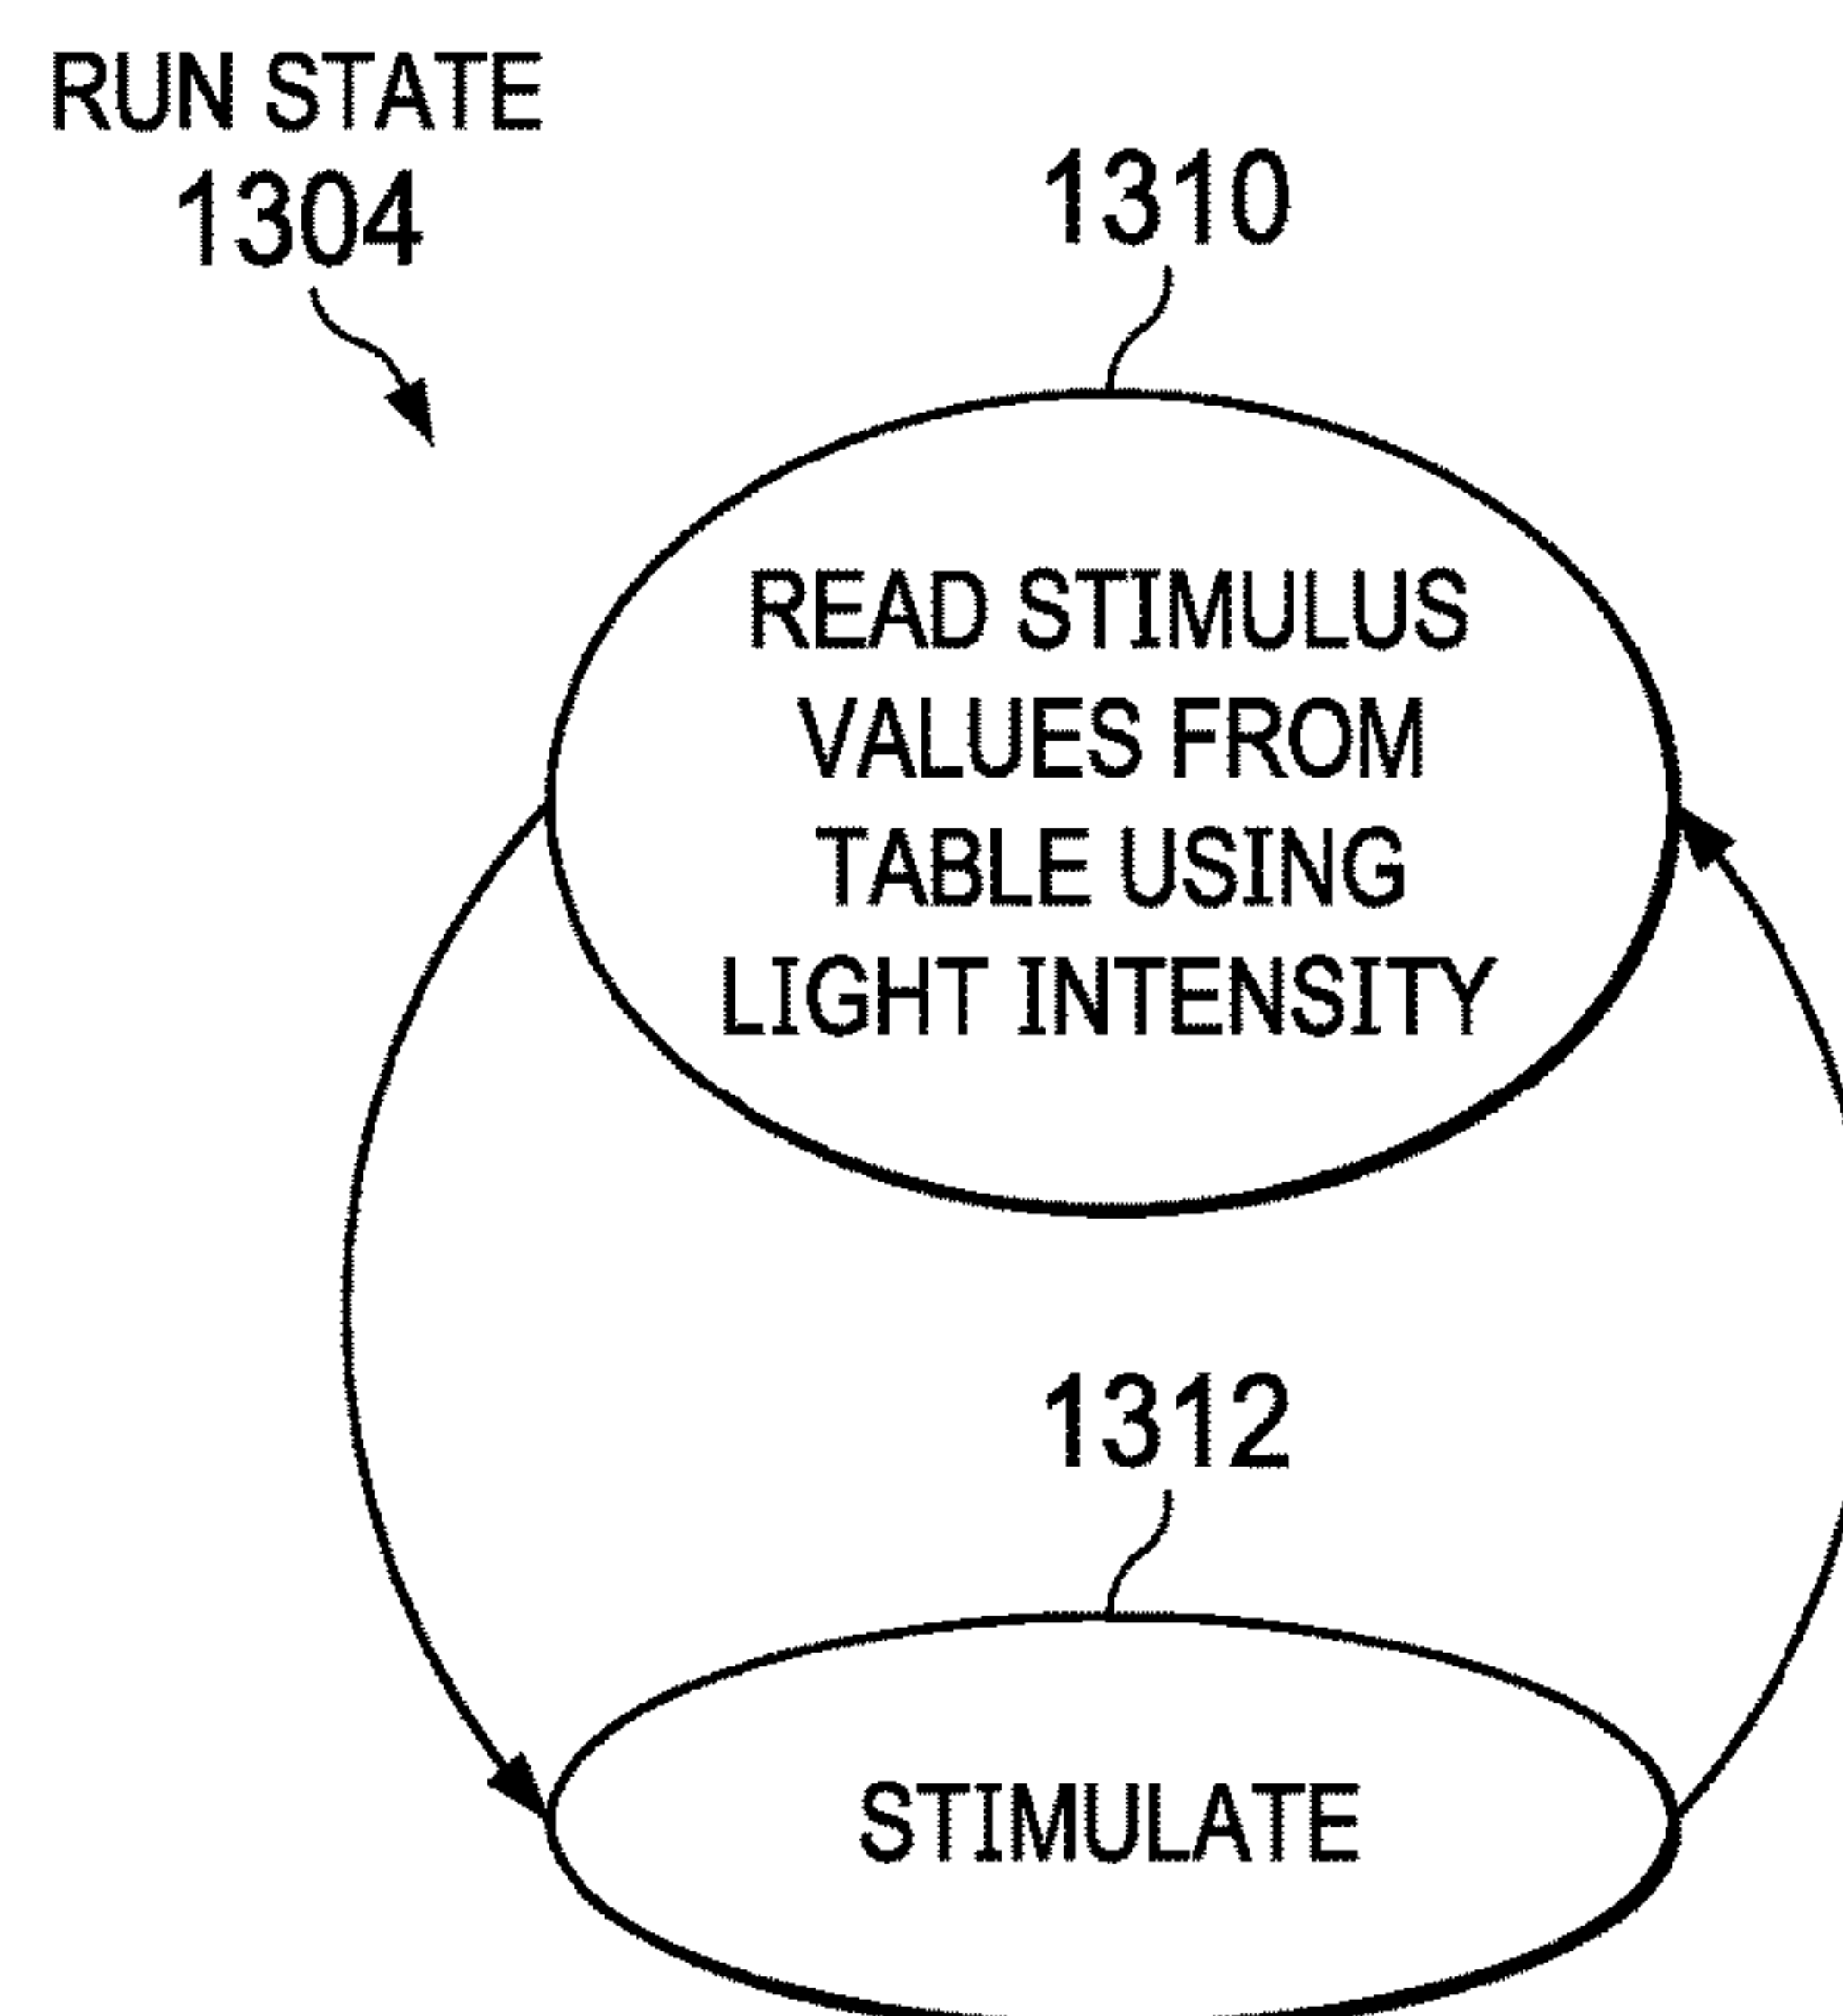 RUN STATE
1304
1310
READ STIMULUS
VALUES FROM
TABLE USING
LIGHT INTENSITY
1312
STIMULATE